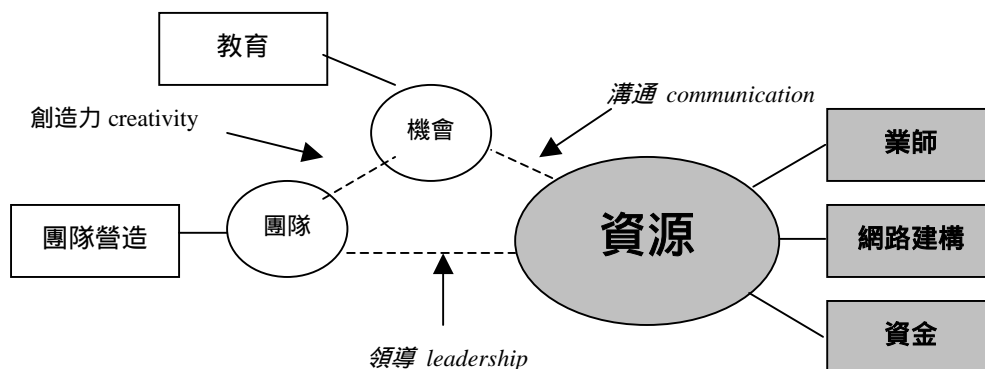 教育
溝通 communication
創造力 creativity
機會
業師
團隊
資源
團隊營造
網路建構
資金
領導 leadership